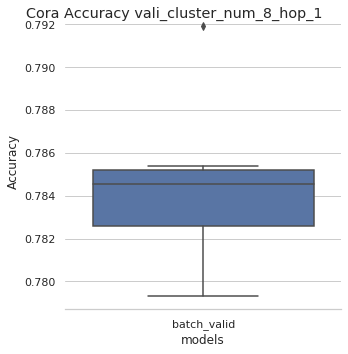 Cora Accuracy vali_cluster_num_8_hop_1
0.792
0.790
0.788
0.786
0.784
0.782
0.780
Accuracy
batch_valid
models